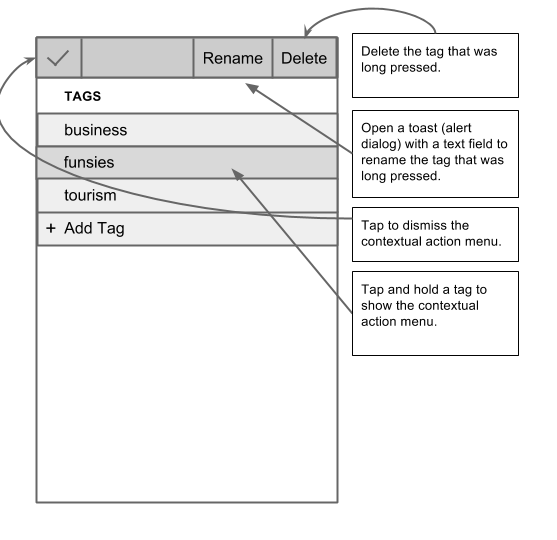 Rename
Delete
TAGS
business
funsies
tourism
+ Add Tag
Delete the tag that was
long pressed.
Open a toast (alert
dialog) with a text field to
rename the tag that was
long pressed.
Tap to dismiss the
contextual action menu.
Tap and hold a tag to
show the contextual
action menu.